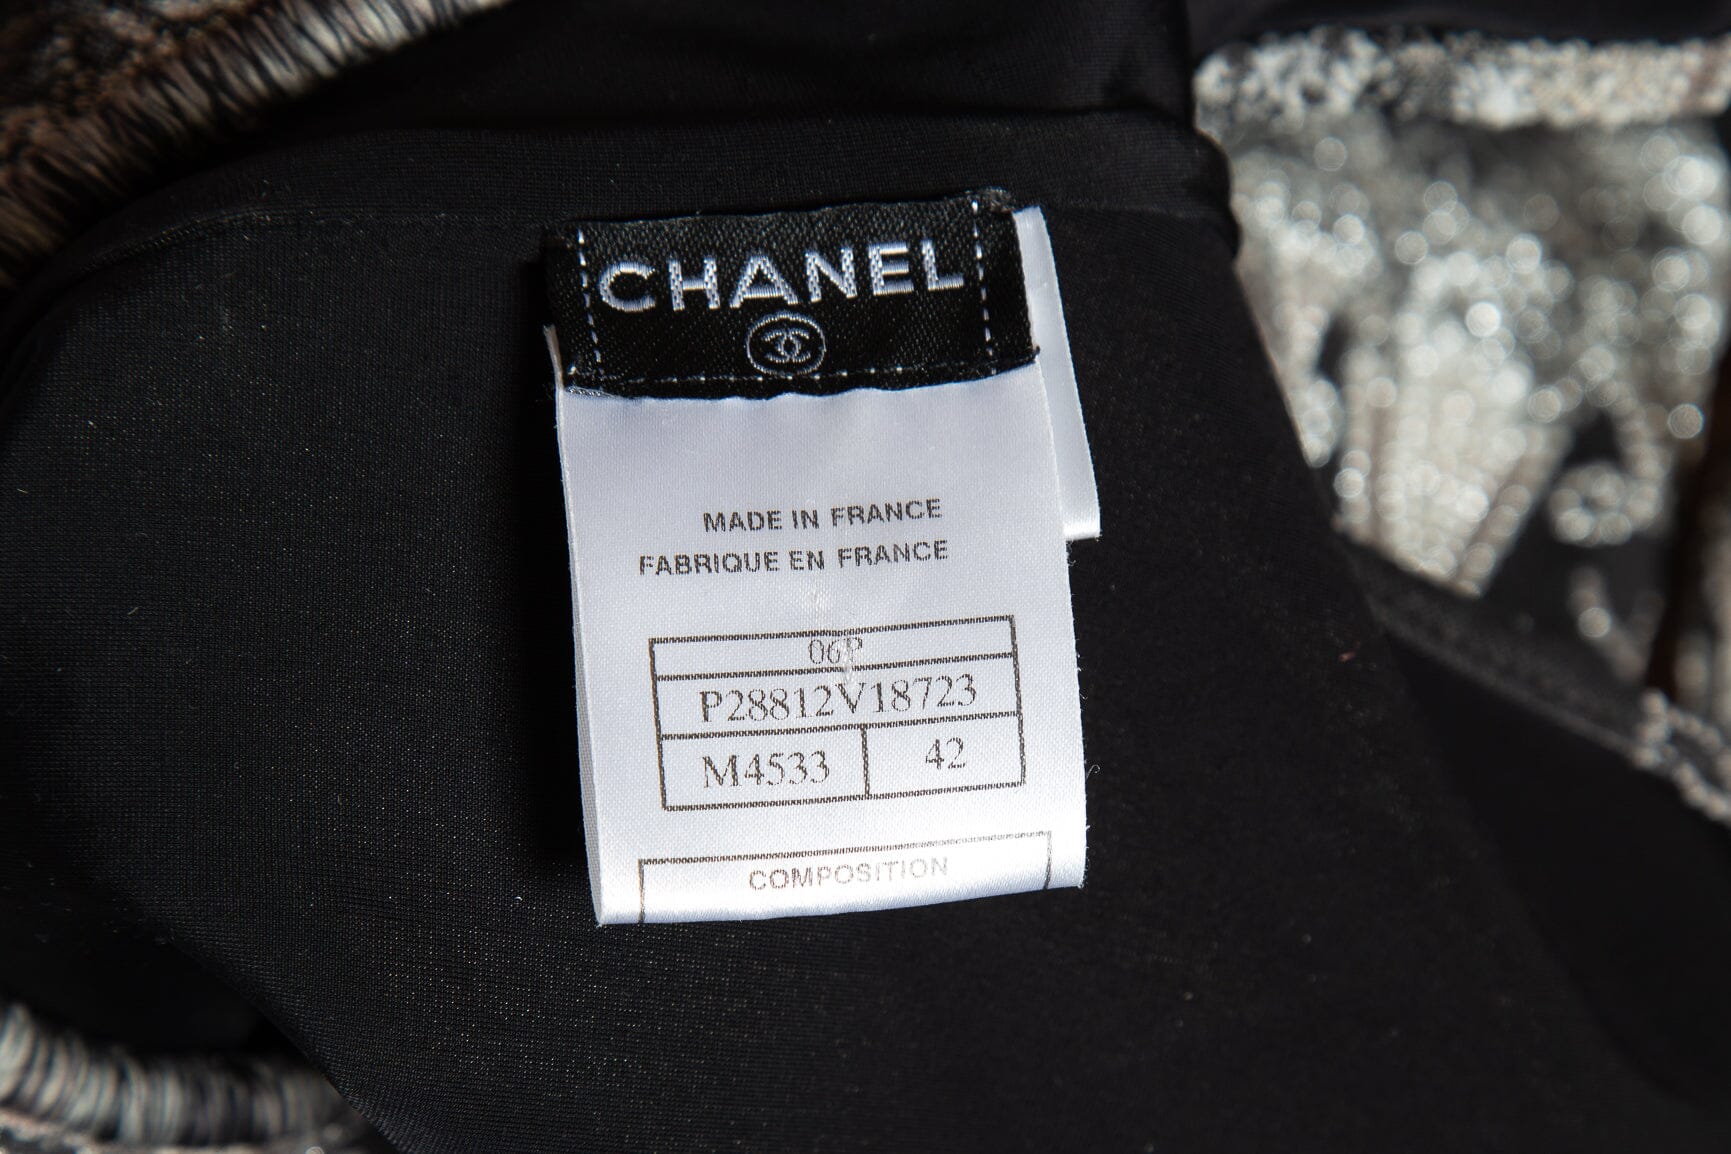 CHANEL
MADE IN FRANCE
FABRIQUE EN FRANCE
06P
P28812V18723
M4533 42
COMPOSITION